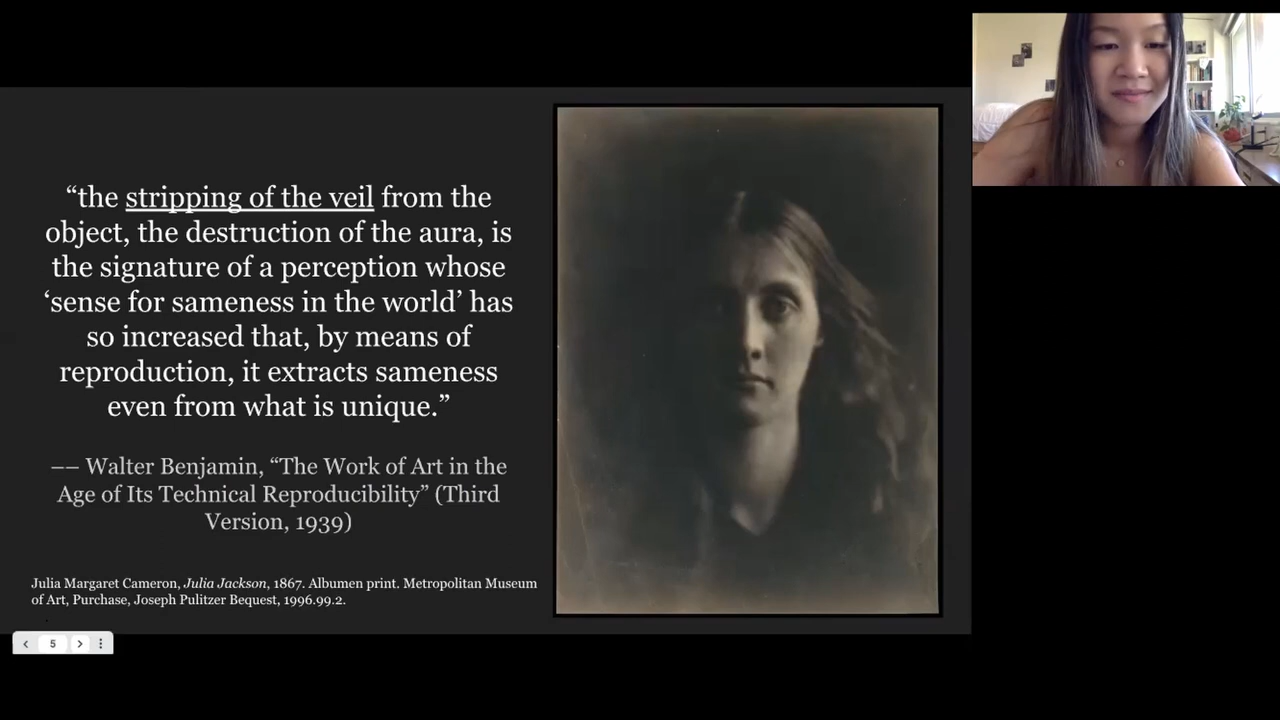 “the stripping of the veil from the
object, the destruction of the aura, is
the signature of a perception whose
‘sense for sameness in the world’ has
so increased that, by means of
reproduction, it extracts sameness
even from what is unique.”
–– Walter Benjamin, “The Work of Art in the
Age of Its Technical Reproducibility” (Third
Version, 1939)
Julia Margaret Cameron, Julia Jackson, 1867. Albumen print. Metropolitan Museum
of Art, Purchase, Joseph Pulitzer Bequest, 1996.99.2.
5